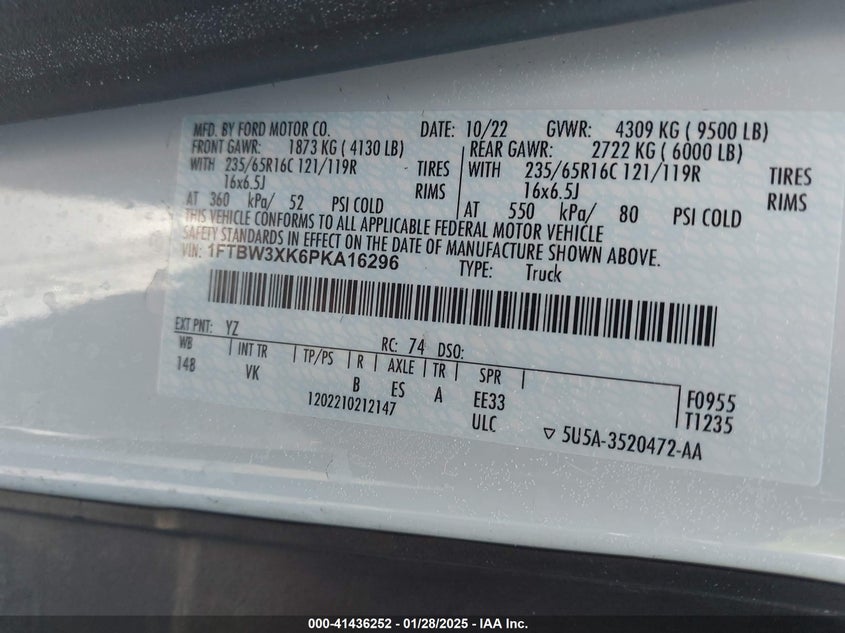 MFD. BY FORD MOTOR CO. DATE: 10/22 GVWR: 4309 KG ( 9500 LB)
FRONT GAWR: 1873 KG ( 4130 LB) REAR GAWR: 2722 KG ( 6000 LB)
WITH 235/65R16C 121/119R TIRES WITH 235/65R16C 121/119R TIRES
16x6.5J RIMS 16x6.5J RIMS
AT 360 kPa/ 52 PSI COLD AT 550 kPa/ 80 PSI COLD
THIS VEHICLE CONFORMS TO ALL APPLICABLE FEDERAL MOTOR VEHICLE
SAFETY STANDARDS IN EFFECT ON THE DATE OF MANUFACTURE SHOWN ABOVE.
VIN: 1FTBW3XK6PKA16296 TYPE: Truck
EXT PNT: YZ RC: 74 DSO:
WB INT TR TP/PS R AXLE TR SPR
148 VK B ES A EE33 F0955
1202210212147 ULC T1235
▽ 5U5A-3520472-AA
000-41436252 - 01/28/2025 - IAA Inc.